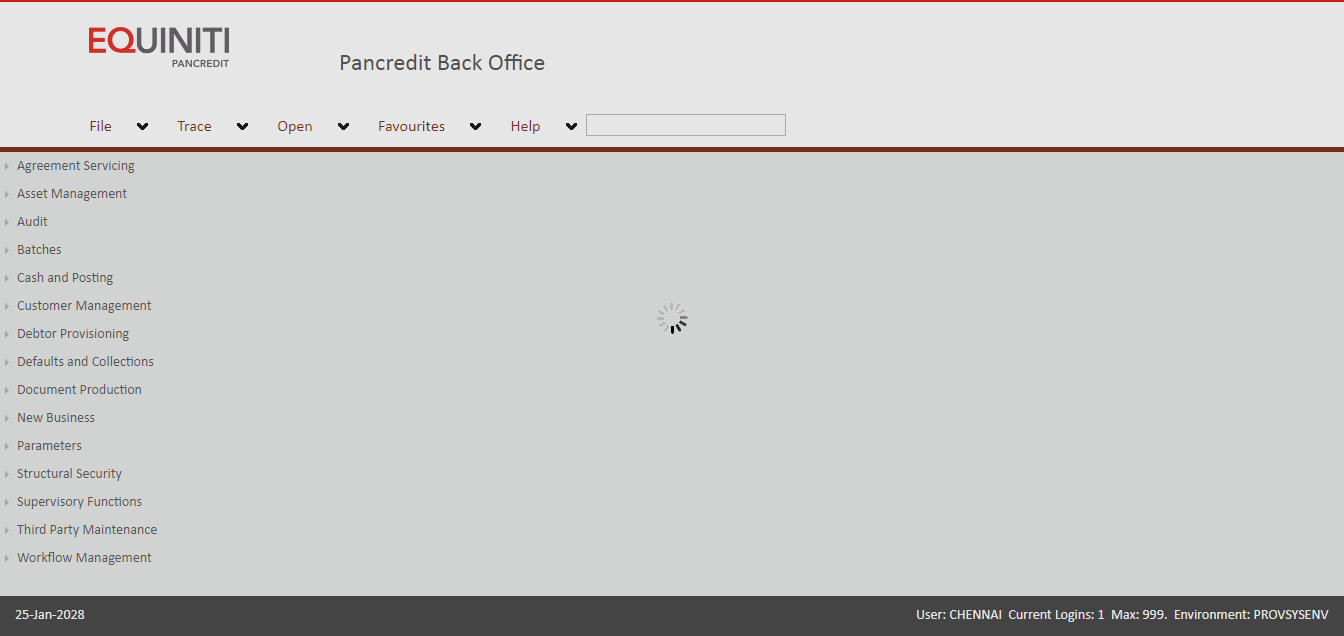 EQUINITI
PANCREDIT
Pancredit Back Office
File Trace Open Favourites Help
Agreement Servicing
Asset Management
Audit
Batches
Cash and Posting
Customer Management
Debtor Provisioning
Defaults and Collections
Document Production
New Business
Parameters
Structural Security
Supervisory Functions
Third Party Maintenance
Workflow Management
25-Jan-2028 User: CHENNAI Current Logins: 1 Max: 999. Environment: PROVSYSENV